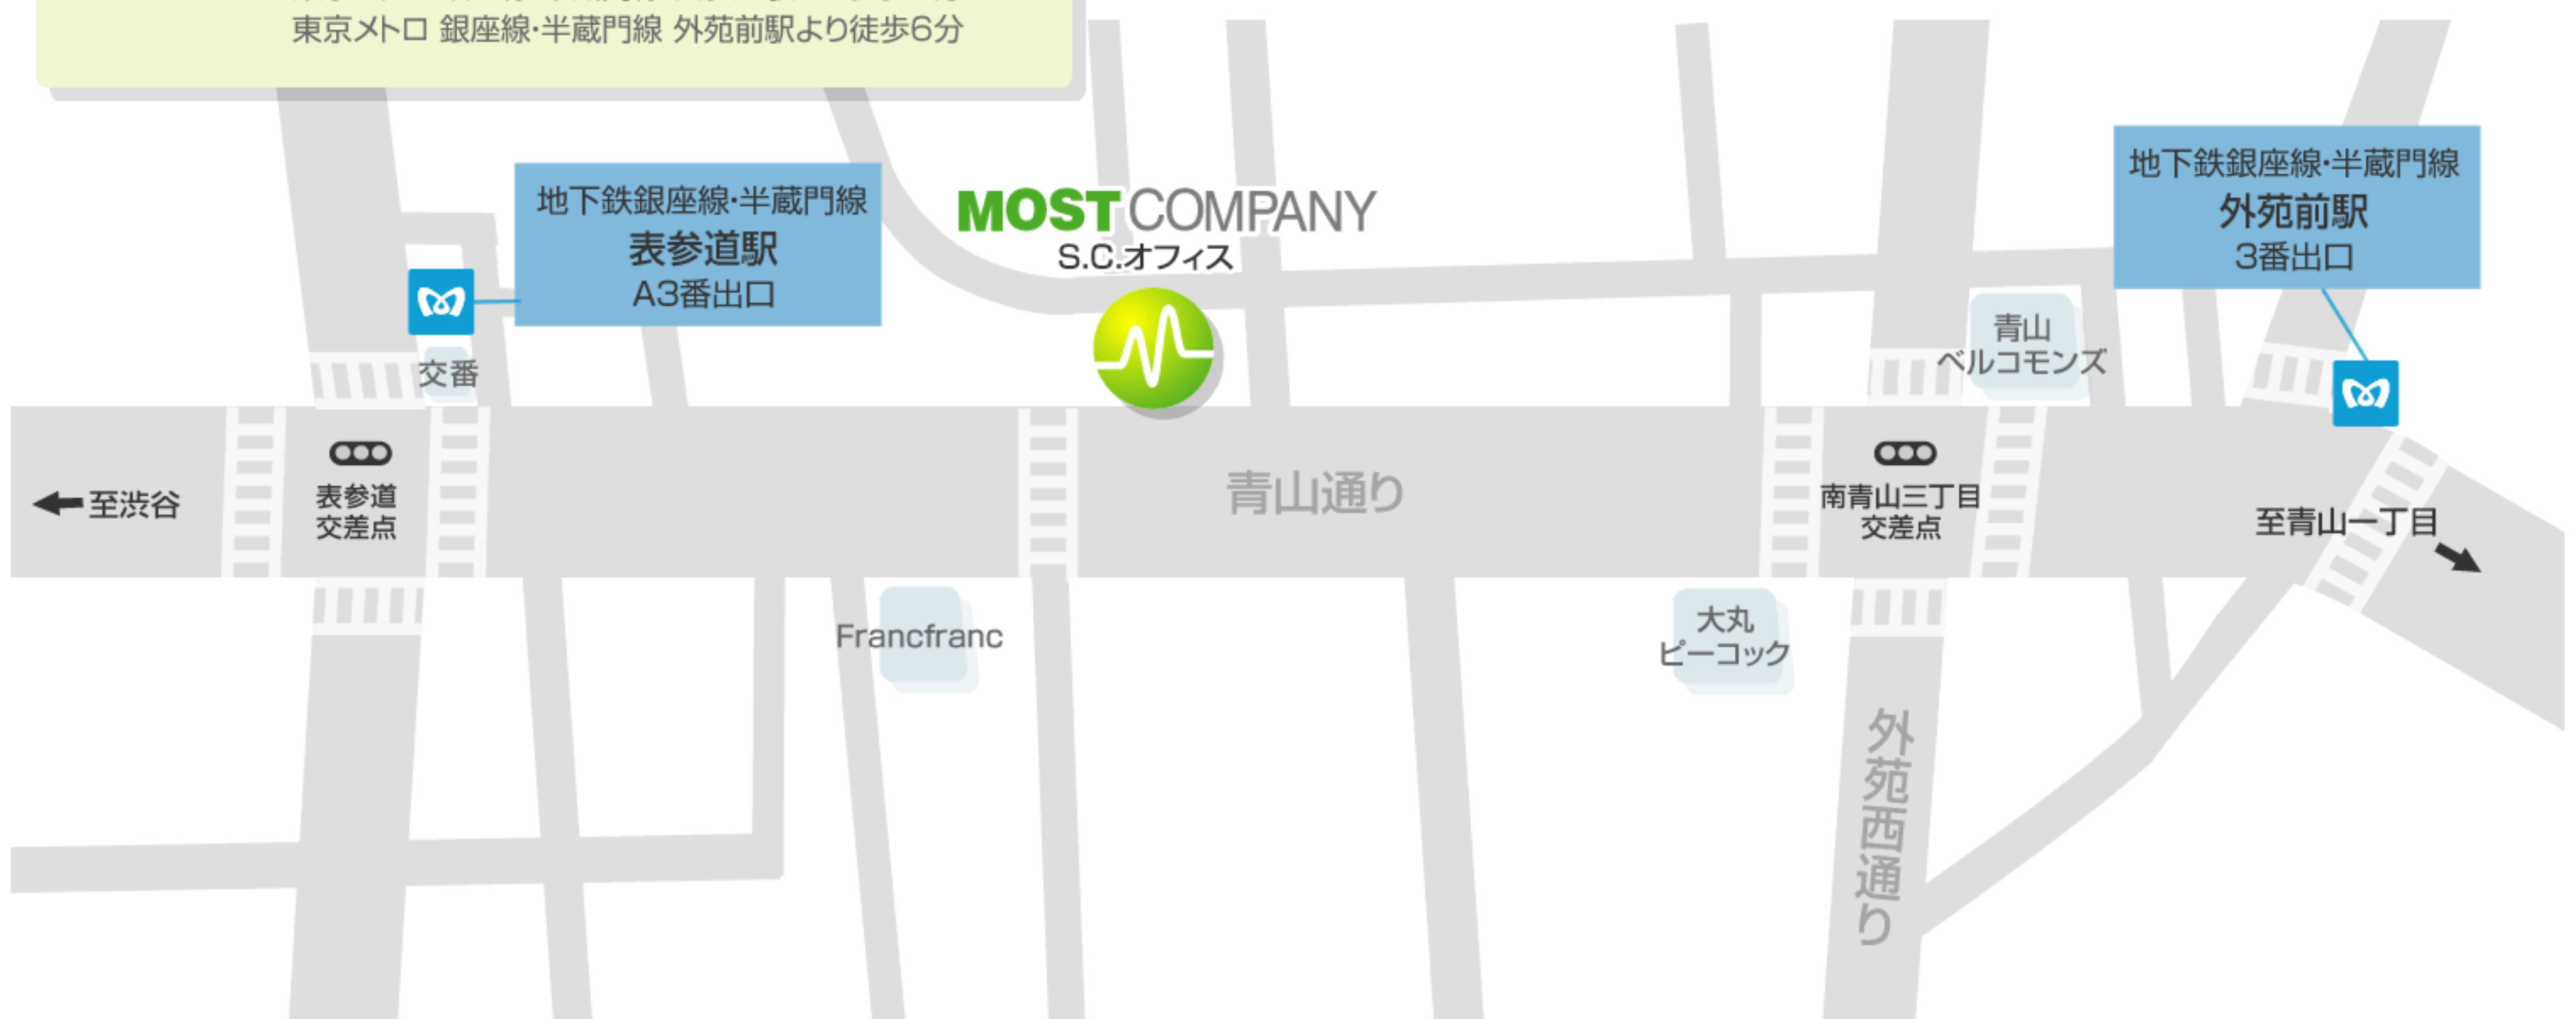 東京メトロ 銀座線・半蔵門線 外苑前駅より徒歩6分
地下鉄銀座線・半蔵門線
表参道駅
A3番出口
MOST COMPANY
S.C.オフィス
地下鉄銀座線・半蔵門線
外苑前駅
3番出口
交番
青山
ベルコモンズ
至渋谷
表参道
交差点
青山通り
南青山三丁目
交差点
至青山一丁目
Francfranc
大丸
ピーコック
外苑西通り